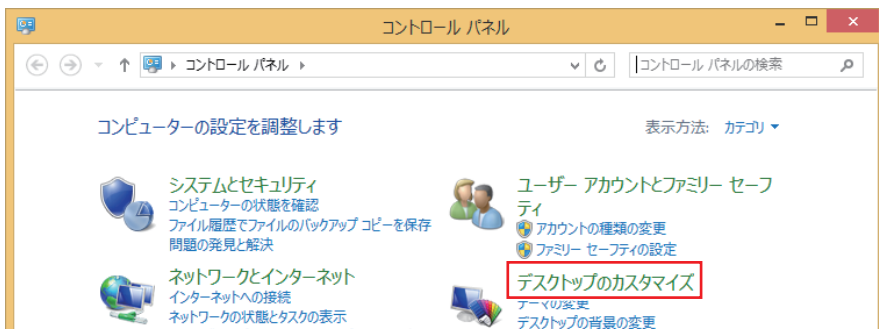 コントロール パネル
コントロール パネル
コントロール パネルの検索
コンピューターの設定を調整します
表示方法: カテゴリ
システムとセキュリティ
コンピューターの状態を確認
ファイル履歴でファイルのバックアップ コピーを保存
問題の発見と解決
ネットワークとインターネット
インターネットへの接続
ネットワークの状態とタスクの表示
ユーザー アカウントとファミリー セーフ
ティ
アカウントの種類の変更
ファミリー セーフティの設定
デスクトップのカスタマイズ
テーマの変更
デスクトップの背景の変更